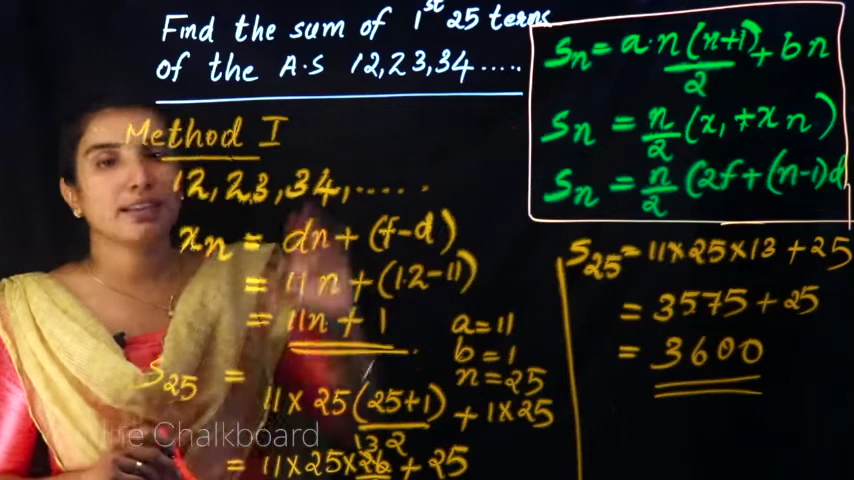 Find the sum of 1st 25 terms
of the A.S 12,23,34.....
Sn = a.n(n+1)/2 + bn
Sn = n/2 (x1 + xn)
Sn = n/2 (2f+(n-1)d
Method I
12, 23, 34, .....
xn = dn + (f-d)
= 11n + (12-11)
= 11n + 1
a = 11
b = 1
n = 25
S25 = 11 × 25(25+1)/2 + 1×25
13
= 11×25×26 + 25
S25 = 11×25×13 + 25
= 3575 + 25
= 3600
Chalkboard